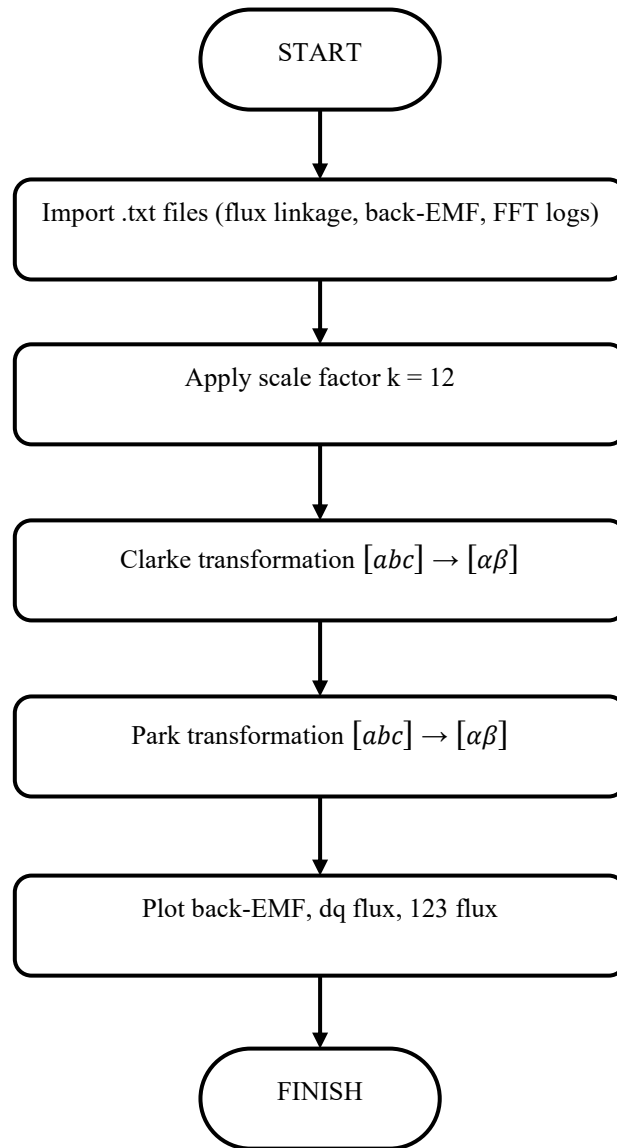 START
Import .txt files (flux linkage, back-EMF, FFT logs)
Apply scale factor k = 12
Clarke transformation [𝑎𝑏𝑐] → [𝛼𝛽]
Park transformation [𝑎𝑏𝑐] → [𝛼𝛽]
Plot back-EMF, dq flux, 123 flux
FINISH